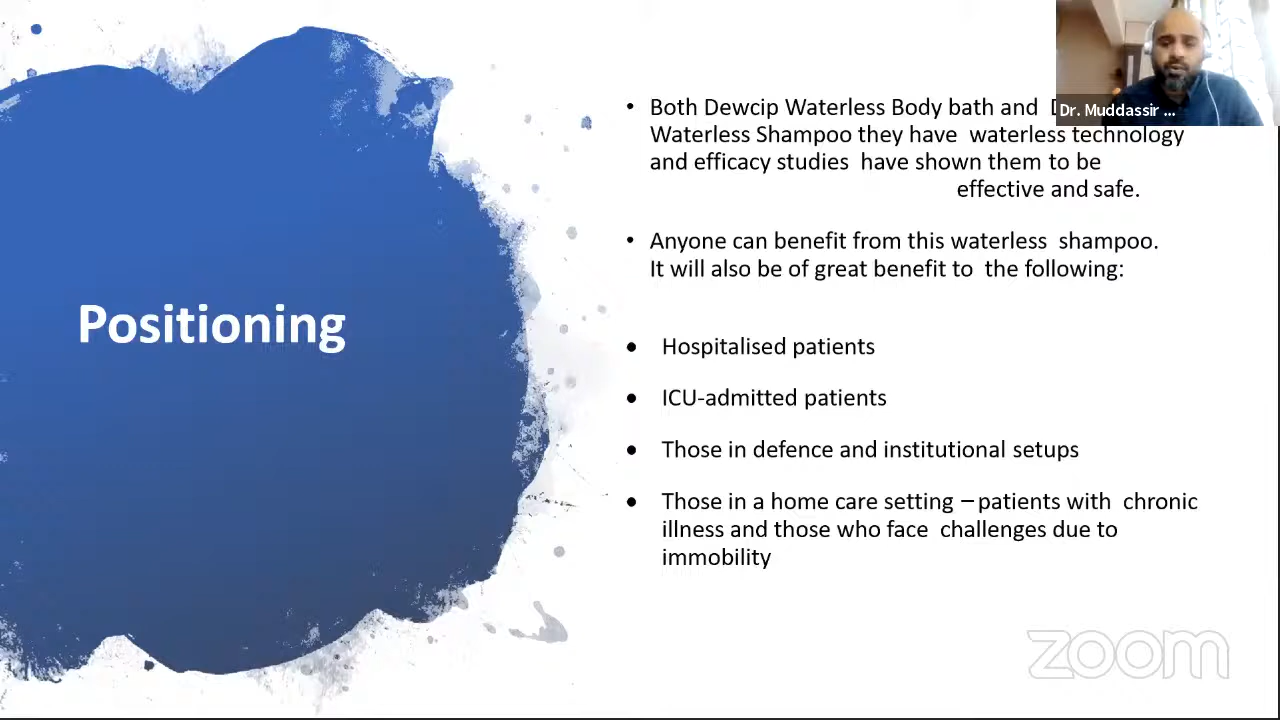 Positioning
• Both Dewcip Waterless Body bath and
Waterless Shampoo they have waterless technology
and efficacy studies have shown them to be
effective and safe.
• Anyone can benefit from this waterless shampoo.
It will also be of great benefit to the following:
• Hospitalised patients
• ICU-admitted patients
• Those in defence and institutional setups
• Those in a home care setting – patients with chronic
illness and those who face challenges due to
immobility
Dr. Muddassir ...
zoom